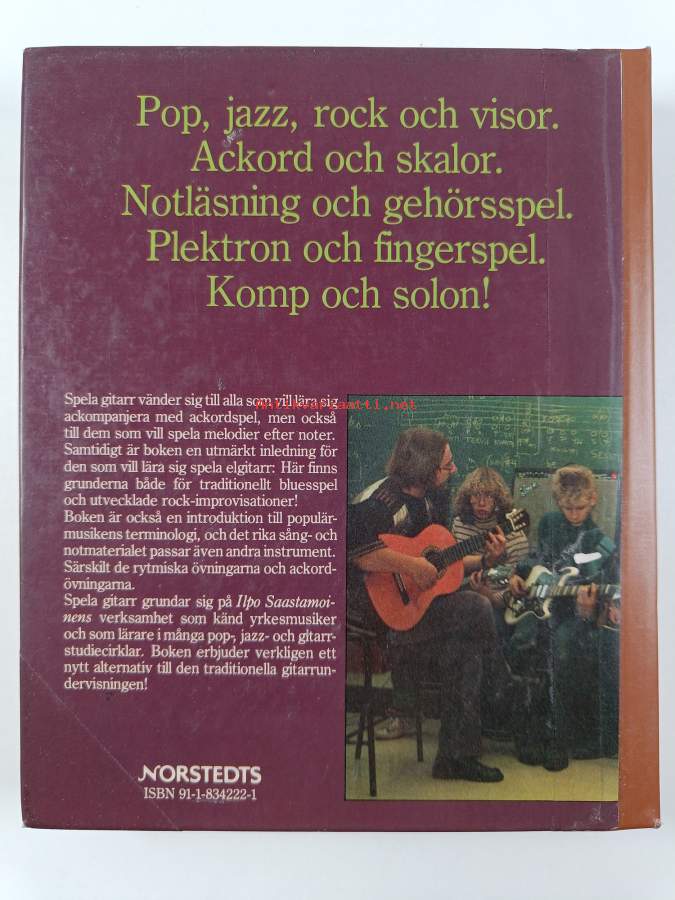 Pop, jazz, rock och visor.
Ackord och skalor.
Notläsning och gehörsspel.
Plektron och fingerspel.
Komp och solon!
Spela gitarr vänder sig till alla som vill lära sig
ackompanjera med ackordspel, men också
till dem som vill spela melodier efter noter.
Samtidigt är boken en utmärkt inledning för
den som vill lära sig spela elgitarr: Här finns
grunderna både för traditionellt bluesspel
och utvecklade rock-improvisationer!
Boken är också en introduktion till populär-
musikens terminologi, och det rika sång- och
notmaterialet passar även andra instrument.
Särskilt de rytmiska övningarna och ackord-
övningarna.
Spela gitarr grundar sig på Ilpo Saastamoi-
nens verksamhet som känd yrkesmusiker
och som lärare i många pop-, jazz- och gitarr-
studiecirklar. Boken erbjuder verkligen ett
nytt alternativ till den traditionella gitarrun-
dervisningen!
Antikvariaatti.net
NORSTEDTS
ISBN 91-1-834222-1